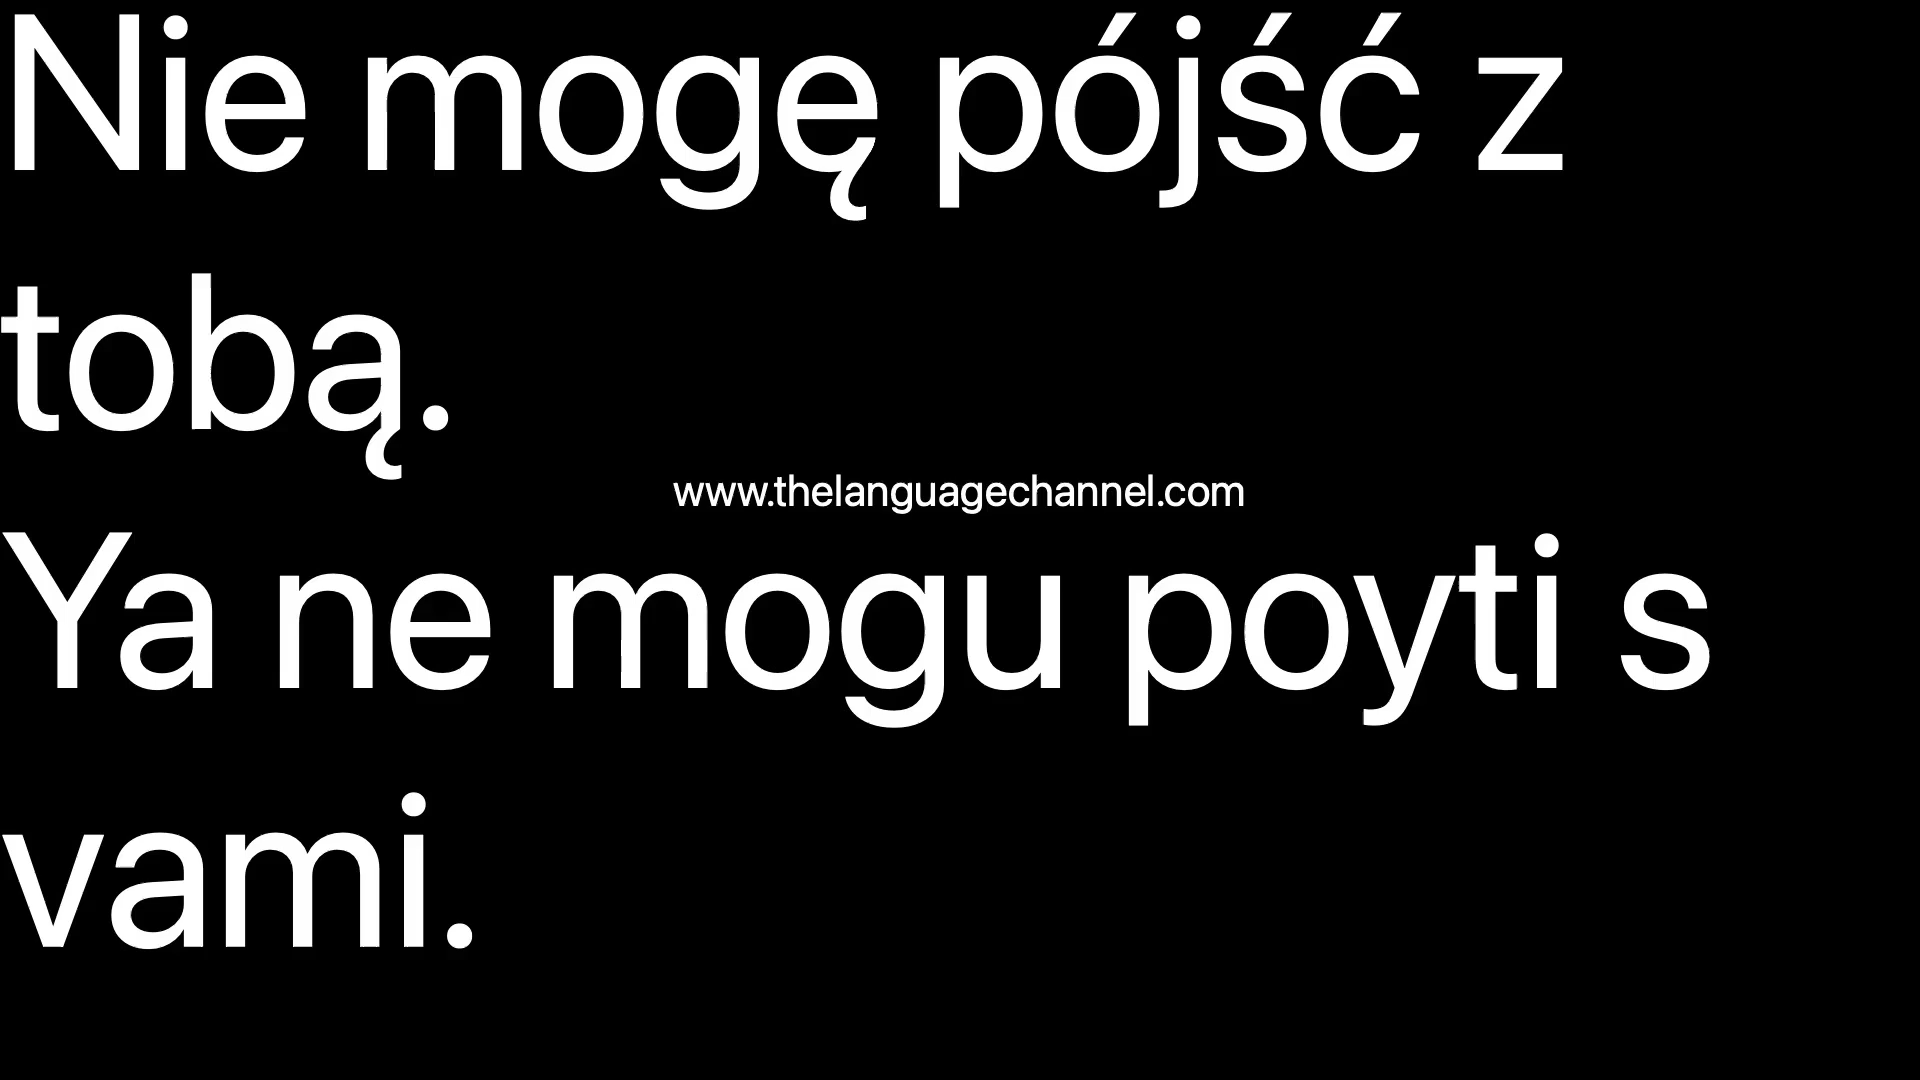 Nie mogę pójść z
tobą.
www.thelanguagechannel.com
Ya ne mogu poyti s
vami.